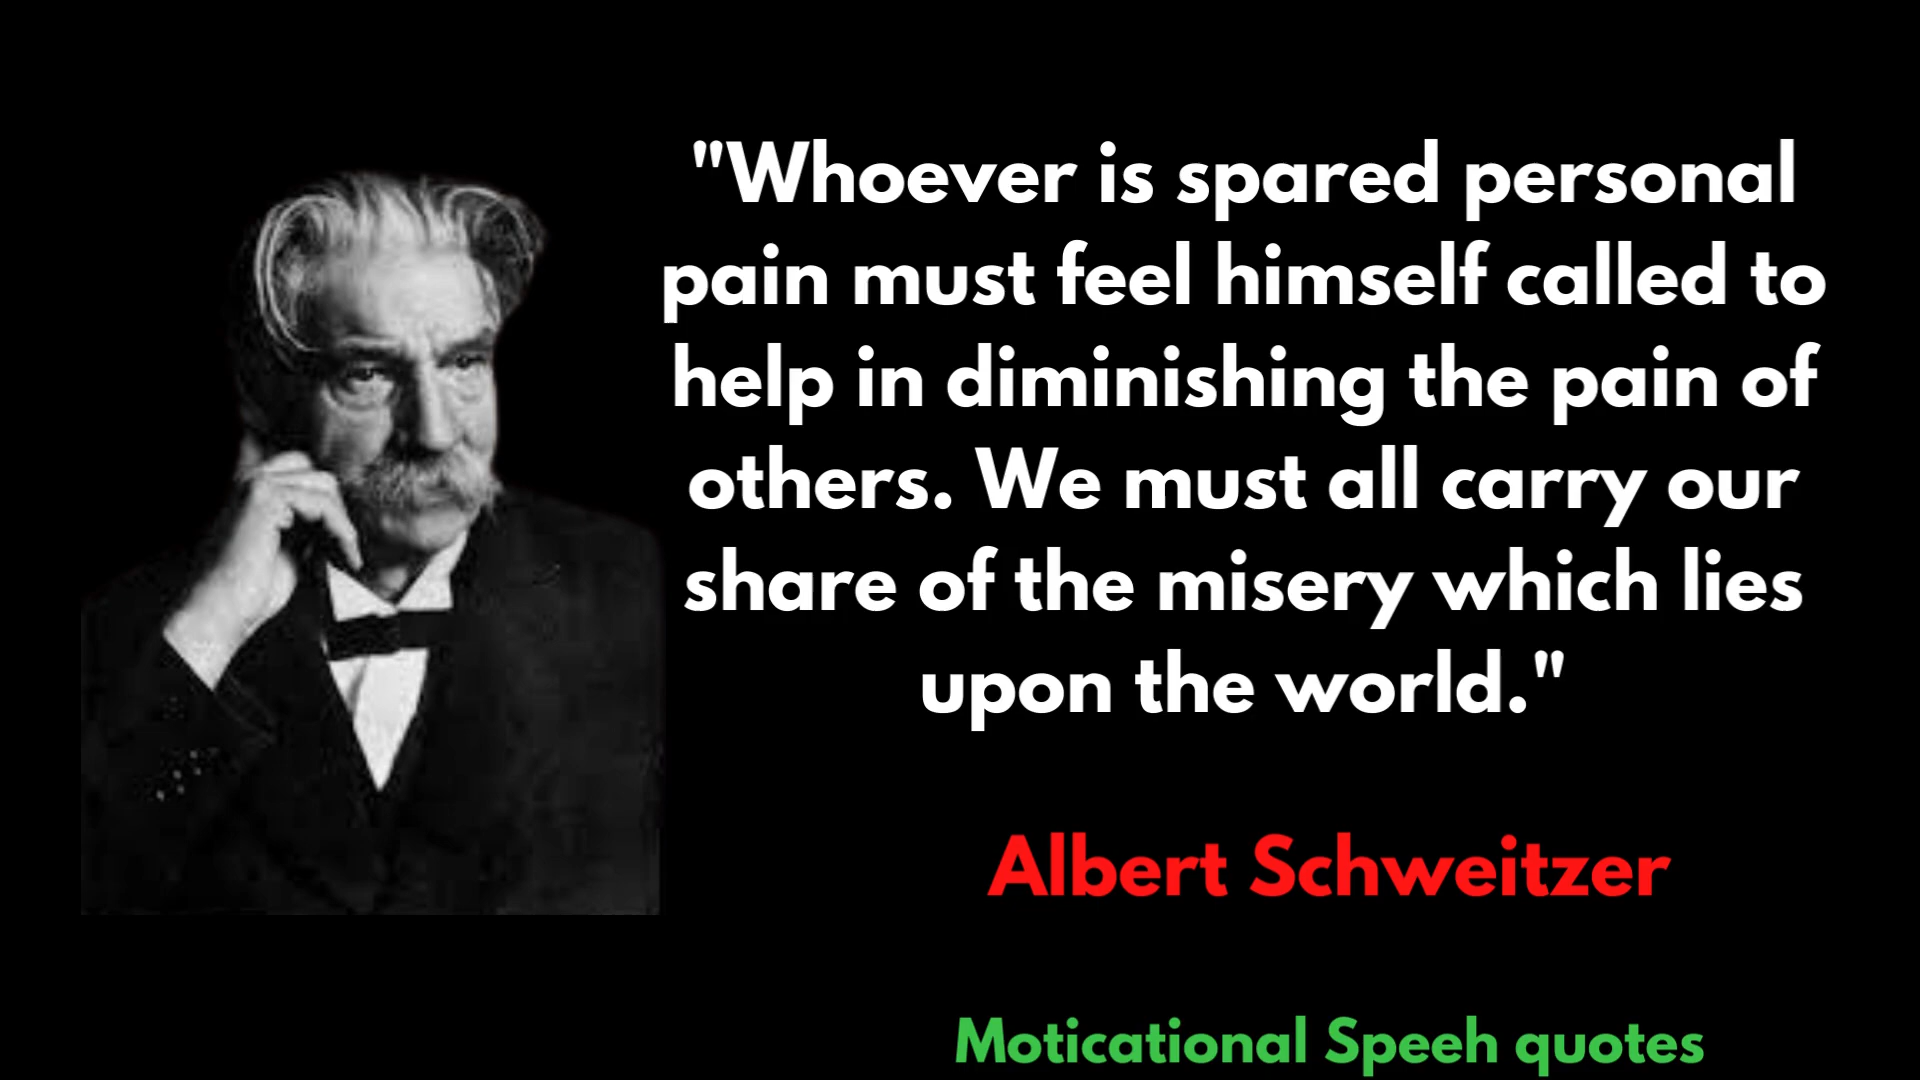 "Whoever is spared personal
pain must feel himself called to
help in diminishing the pain of
others. We must all carry our
share of the misery which lies
upon the world."
Albert Schweitzer
Moticational Speeh quotes